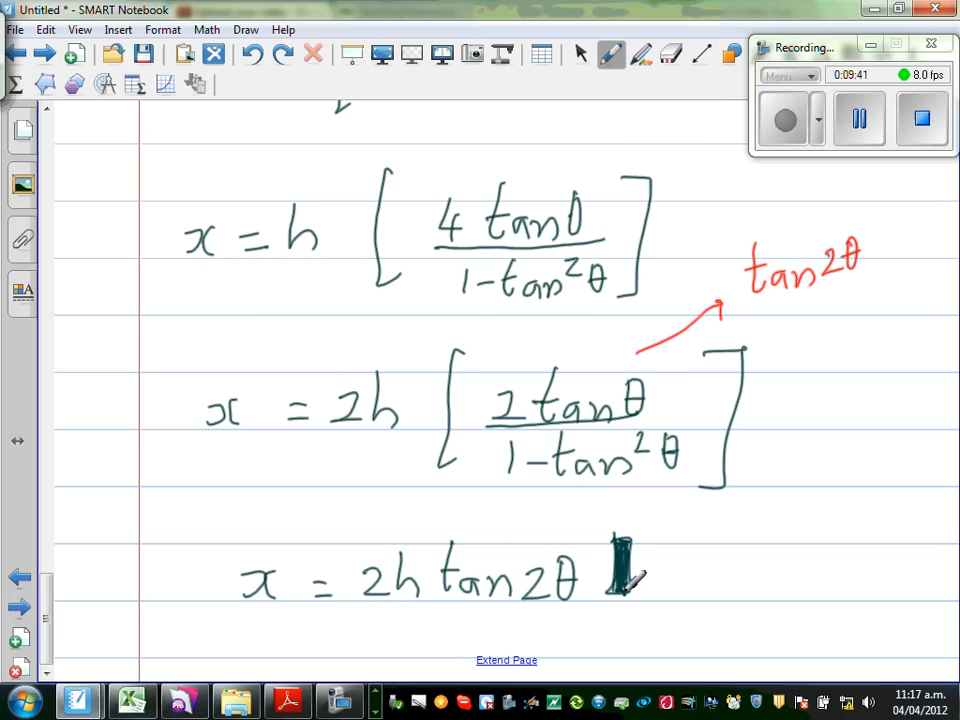 Untitled * - SMART Notebook
File Edit View Insert Format Math Draw Help
Recording...
Menu 0:09:41 8.0 fps
x = h [ 4 tanθ / 1-tan²θ ]
tan2θ
x = 2h [ 2 tanθ / 1-tan²θ ]
x = 2h tan2θ
Extend Page
11:17 a.m.
04/04/2012